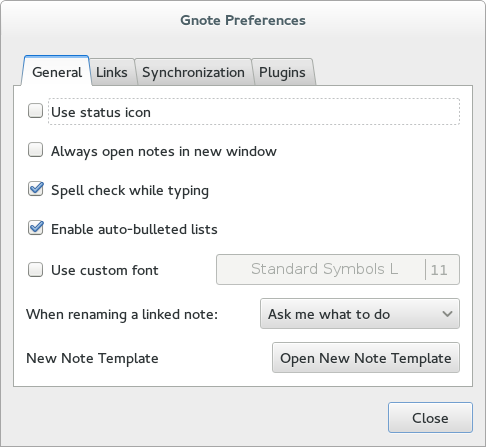 Gnote Preferences
General Links Synchronization Plugins
Use status icon
Always open notes in new window
Spell check while typing
Enable auto-bulleted lists
Use custom font Standard Symbols L 11
When renaming a linked note: Ask me what to do
New Note Template Open New Note Template
Close